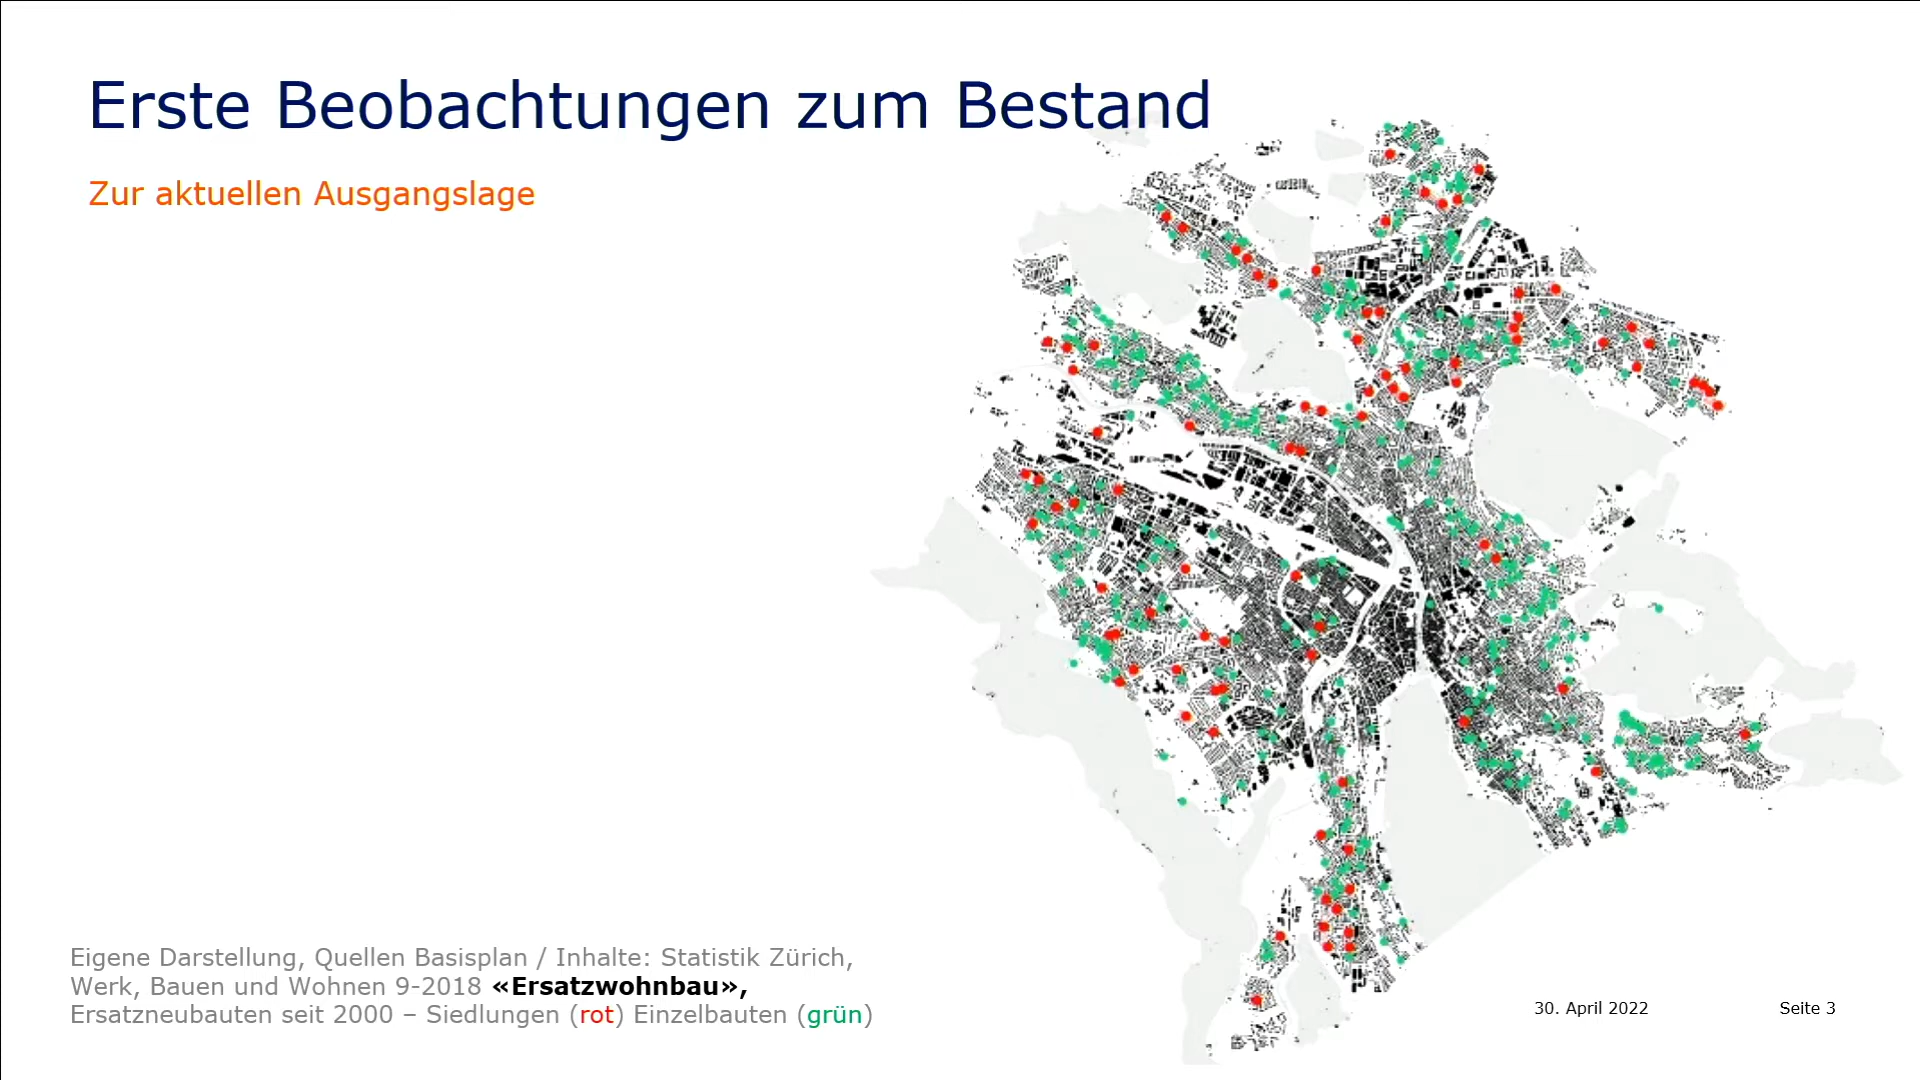 Erste Beobachtungen zum Bestand
Zur aktuellen Ausgangslage
Eigene Darstellung, Quellen Basisplan / Inhalte: Statistik Zürich,
Werk, Bauen und Wohnen 9-2018 «Ersatzwohnbau»,
Ersatzneubauten seit 2000 – Siedlungen (rot) Einzelbauten (grün)
30. April 2022
Seite 3